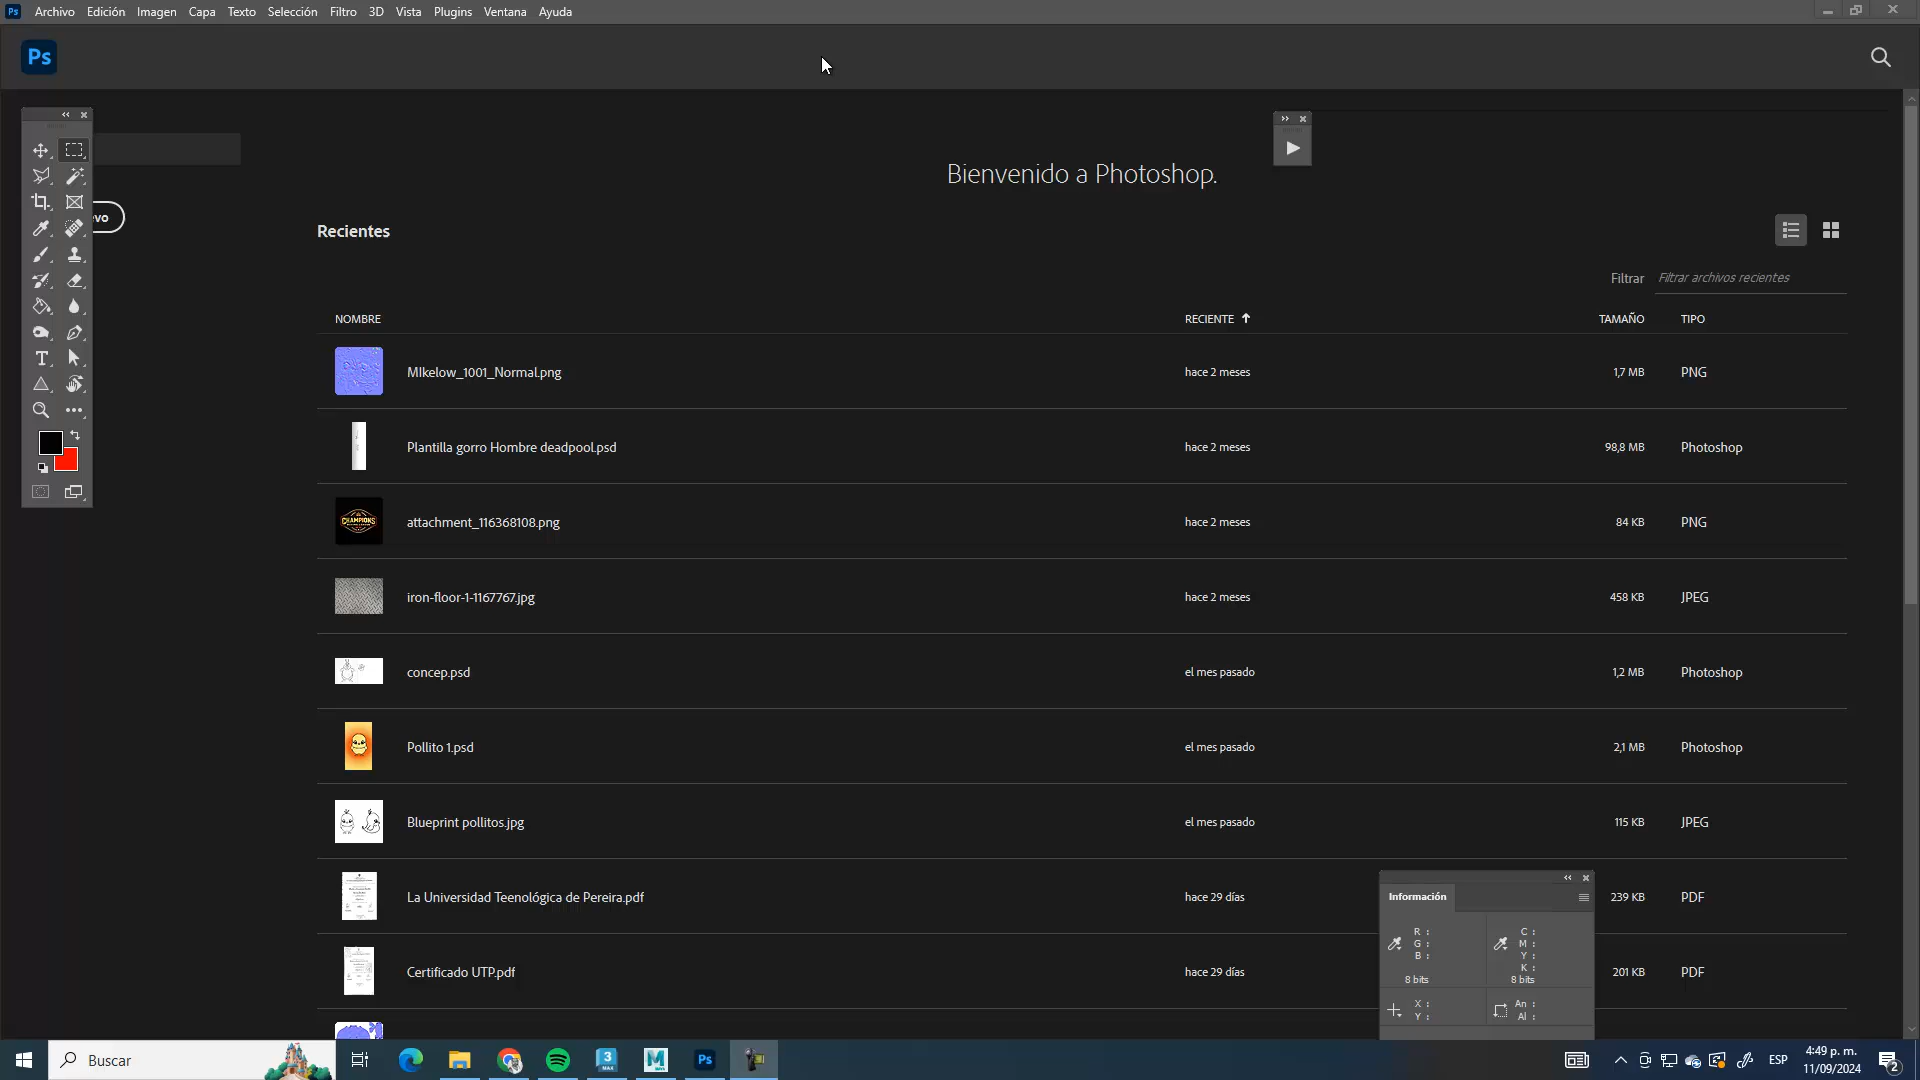 Ps Archivo Edición Imagen Capa Texto Selección Filtro 3D Vista Plugins Ventana Ayuda
Ps
Bienvenido a Photoshop.
evo
Recientes
Filtrar Filtrar archivos recientes
NOMBRE RECIENTE TAMAÑO TIPO
MIkelow_1001_Normal.png hace 2 meses 1,7 MB PNG
Plantilla gorro Hombre deadpool.psd hace 2 meses 98,8 MB Photoshop
CHAMPIONS
attachment_116368108.png hace 2 meses 84 KB PNG
iron-floor-1-1167767.jpg hace 2 meses 458 KB JPEG
concep.psd el mes pasado 1,2 MB Photoshop
Pollito 1.psd el mes pasado 2,1 MB Photoshop
Blueprint pollitos.jpg el mes pasado 115 KB JPEG
La Universidad Teenológica de Pereira.pdf hace 29 días 239 KB PDF
Certificado UTP.pdf hace 29 días 201 KB PDF
Información
R : C :
G : M :
B : Y :
K :
8 bits 8 bits
X : An :
Y : Al :
Buscar
3
MAX
M
Ps
ESP
4:49 p. m.
11/09/2024
2